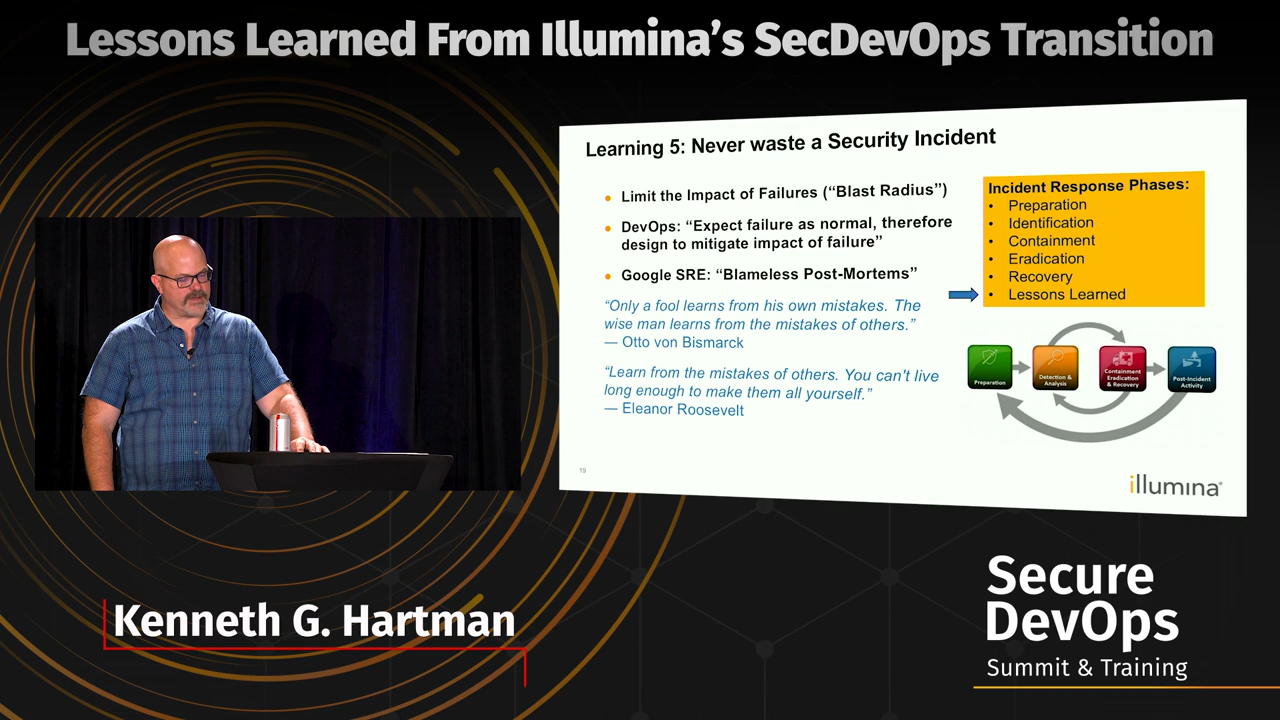 Lessons Learned From Illumina's SecDevOps Transition
Learning 5: Never waste a Security Incident
• Limit the Impact of Failures (“Blast Radius”)
• DevOps: “Expect failure as normal, therefore
design to mitigate impact of failure”
• Google SRE: “Blameless Post-Mortems”
“Only a fool learns from his own mistakes. The
wise man learns from the mistakes of others.”
— Otto von Bismarck
“Learn from the mistakes of others. You can't live
long enough to make them all yourself.”
— Eleanor Roosevelt
Incident Response Phases:
• Preparation
• Identification
• Containment
• Eradication
• Recovery
• Lessons Learned
Preparation
Detection &
Analysis
Containment
Eradication
& Recovery
Post-Incident
Activity
19
illumina®
Kenneth G. Hartman
Secure
DevOps
Summit & Training